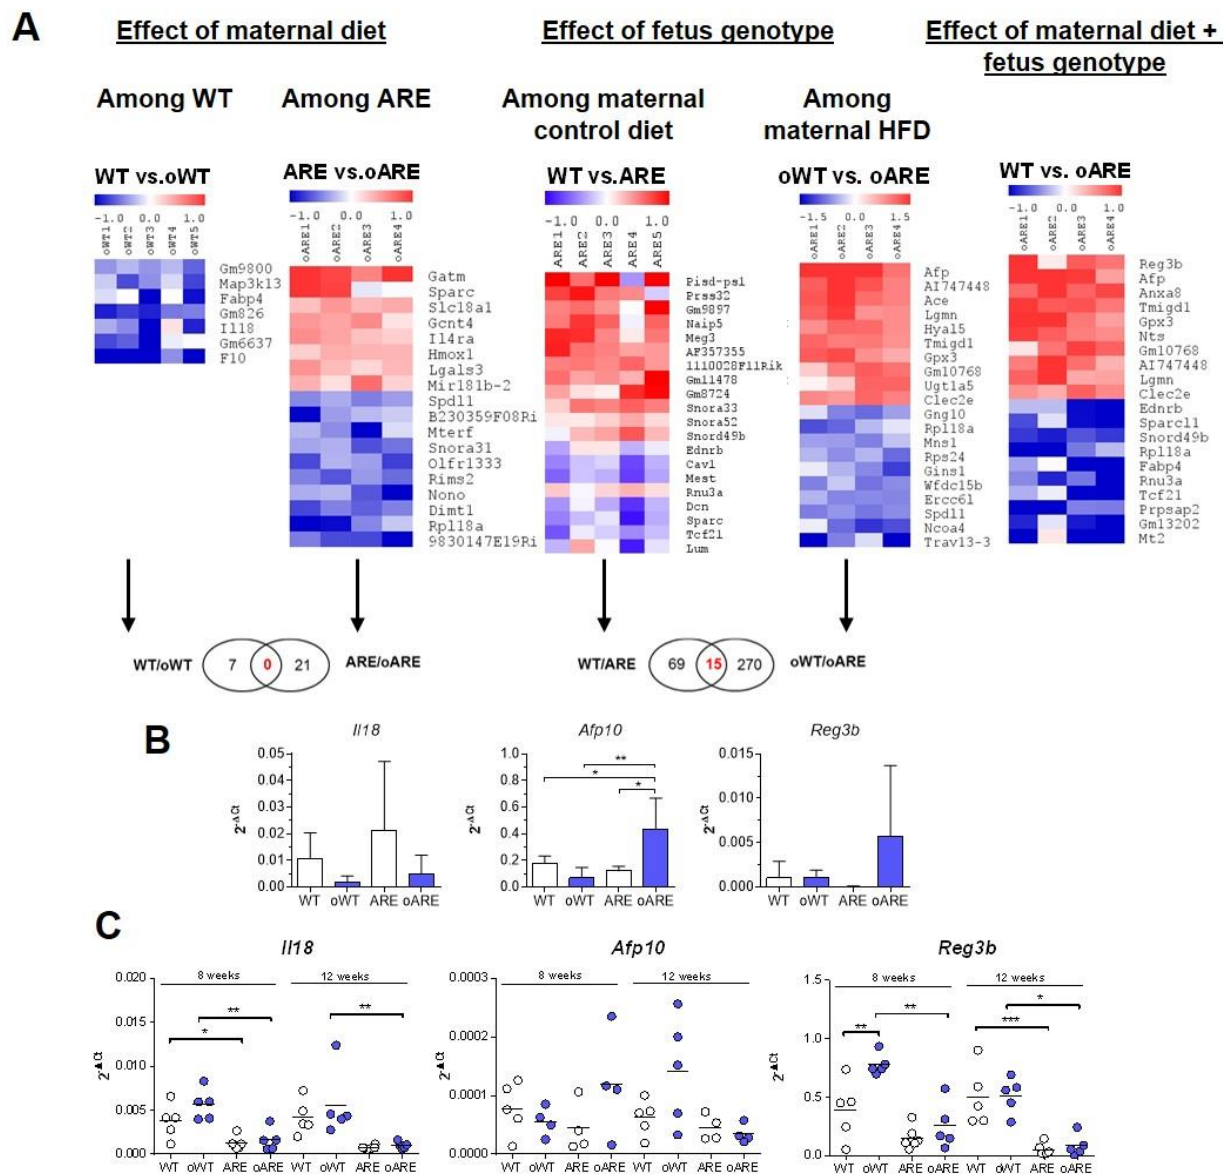 A
Effect of maternal diet
Effect of fetus genotype
Effect of maternal diet +
fetus genotype
Among WT
Among ARE
Among maternal
control diet
Among
maternal HFD
WT vs.oWT
-1.0 0.0 1.0
oWT1 oWT2 oWT3 oWT4 oWT5
Gm9800
Map3k13
Fabp4
Gm826
Il18
Gm6637
F10
ARE vs.oARE
-1.0 0.0 1.0
oARE1 oARE2 oARE3 oARE4
Gatm
Sparc
Slc18a1
Gcnt4
Il4ra
Hmox1
Lgals3
Mir181b-2
Spdl1
B230359F08Ri
Mterf
Snora31
Olfr1333
Rims2
Nono
Dimt1
Rpl18a
9830147E19Ri
WT vs.ARE
-1.0 0.0 1.0
ARE1 ARE2 ARE3 ARE4 ARE5
Pisd-ps1
Prss32
Gm9897
Naip5
Meg3
AF357355
1110028F11Rik
Gm11478
Gm8724
Snora33
Snora52
Snord49b
Ednrb
Cav1
Mest
Rnu3a
Dcn
Sparc
Tcf21
Lum
oWT vs. oARE
-1.5 0.0 1.5
oARE1 oARE2 oARE3 oARE4
Afp
AI747448
Ace
Lgmn
Hyal5
Tmigd1
Gpx3
Gm10768
Ugt1a5
Clec2e
Gng10
Rpl18a
Mns1
Rps24
Gins1
Wfdc15b
Ercc6l
Spdl1
Ncoa4
Trav13-3
WT vs. oARE
-1.0 0.0 1.0
oARE1 oARE2 oARE3 oARE4
Reg3b
Afp
Anxa8
Tmigd1
Gpx3
Nts
Gm10768
AI747448
Lgmn
Clec2e
Ednrb
Sparcl1
Snord49b
Rpl18a
Fabp4
Rnu3a
Tcf21
Prpsap2
Gm13202
Mt2
WT/oWT 7 0 21 ARE/oARE
WT/ARE 69 15 270 oWT/oARE
B
Il18
2-ΔCt
0.05
0.04
0.03
0.02
0.01
0.00
WT oWT ARE oARE
Afp10
2-ΔCt
1.0
0.8
0.6
0.4
0.2
0.0
**
*
*
WT oWT ARE oARE
Reg3b
2-ΔCt
0.015
0.010
0.005
0.000
WT oWT ARE oARE
C
Il18
2-ΔCt
0.020
0.015
0.010
0.005
0.000
8 weeks 12 weeks
** **
*
WT oWT ARE oARE WT oWT ARE oARE
Afp10
2-ΔCt
0.0003
0.0002
0.0001
0.0000
8 weeks 12 weeks
WT oWT ARE oARE WT oWT ARE oARE
Reg3b
2-ΔCt
1.5
1.0
0.5
0.0
8 weeks 12 weeks
** *
** ***
WT oWT ARE oARE WT oWT ARE oARE